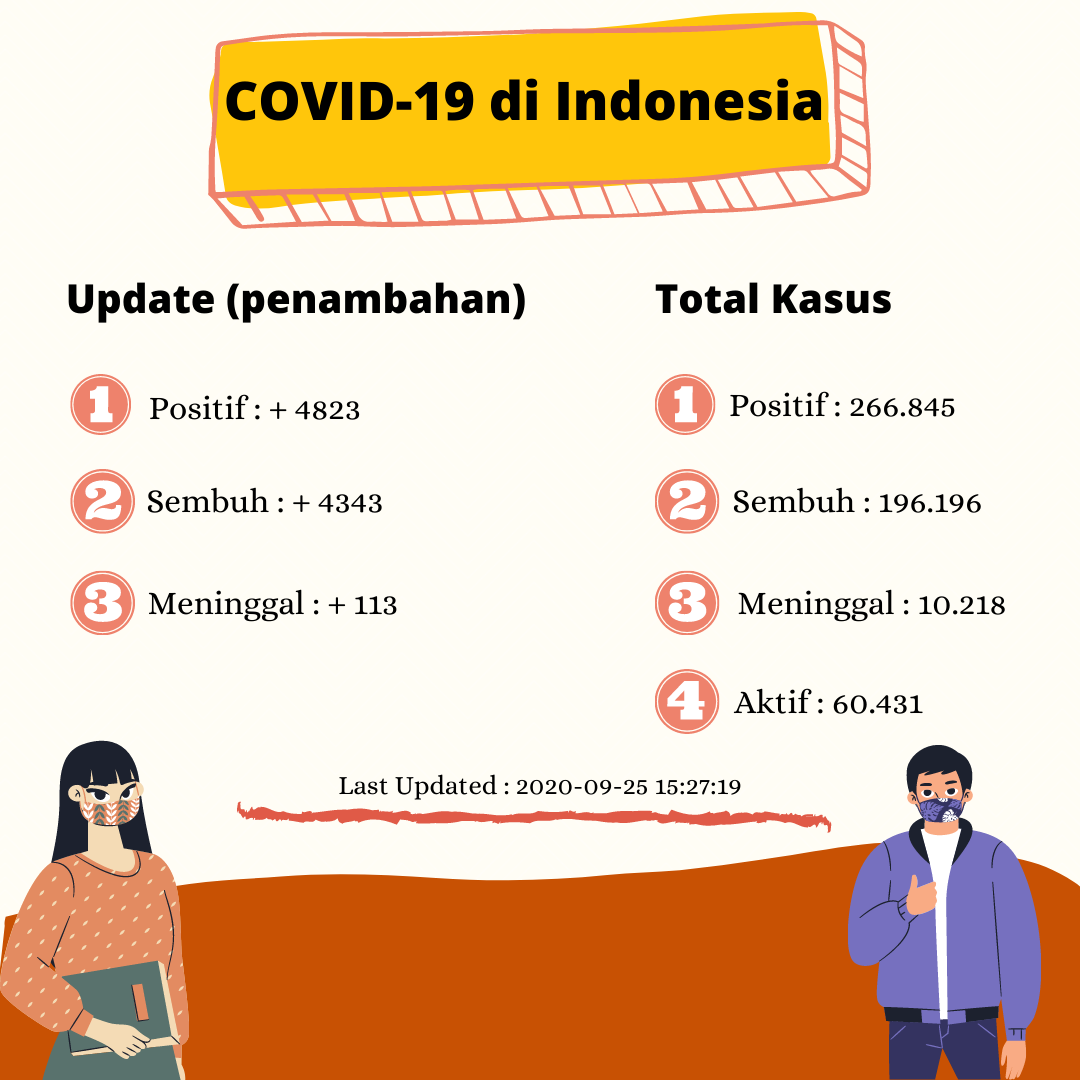 COVID-19 di Indonesia
Update (penambahan)
1 Positif : + 4823
2 Sembuh : + 4343
3 Meninggal : + 113
Total Kasus
1 Positif : 266.845
2 Sembuh : 196.196
3 Meninggal : 10.218
4 Aktif : 60.431
Last Updated : 2020-09-25 15:27:19